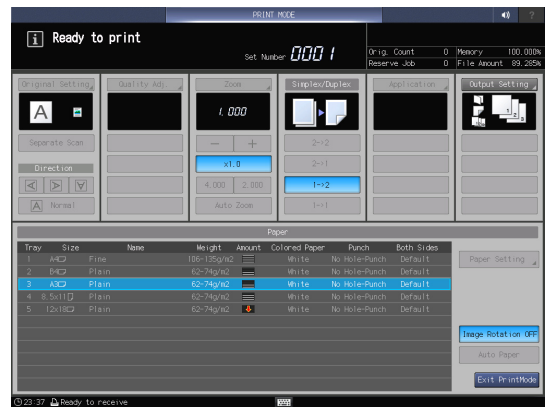 PRINT MODE
?
i Ready to print
Set Number 0001
Orig. Count 0 Memory 100.000%
Reserve Job 0 File Amount 89.285%
Original Setting Quality Adj. Zoom Simplex/Duplex Application Output Setting
A 1.000 1 2 3
Separate Scan - + 2->2
Direction x1.0 2->1
4.000 2.000 1->2
A Normal Auto Zoom 1->1
Paper
Tray Size Name Weight Amount Colored Paper Punch Both Sides
1 A4 Fine 106-135g/m2 White No Hole-Punch Default
2 B4 Plain 62-74g/m2 White No Hole-Punch Default
3 A3 Plain 62-74g/m2 White No Hole-Punch Default
4 8.5x11 Plain 62-74g/m2 White No Hole-Punch Default
5 12x18 Plain 62-74g/m2 White No Hole-Punch Default
Paper Setting
Image Rotation OFF
Auto Paper
Exit PrintMode
23:37 Ready to receive